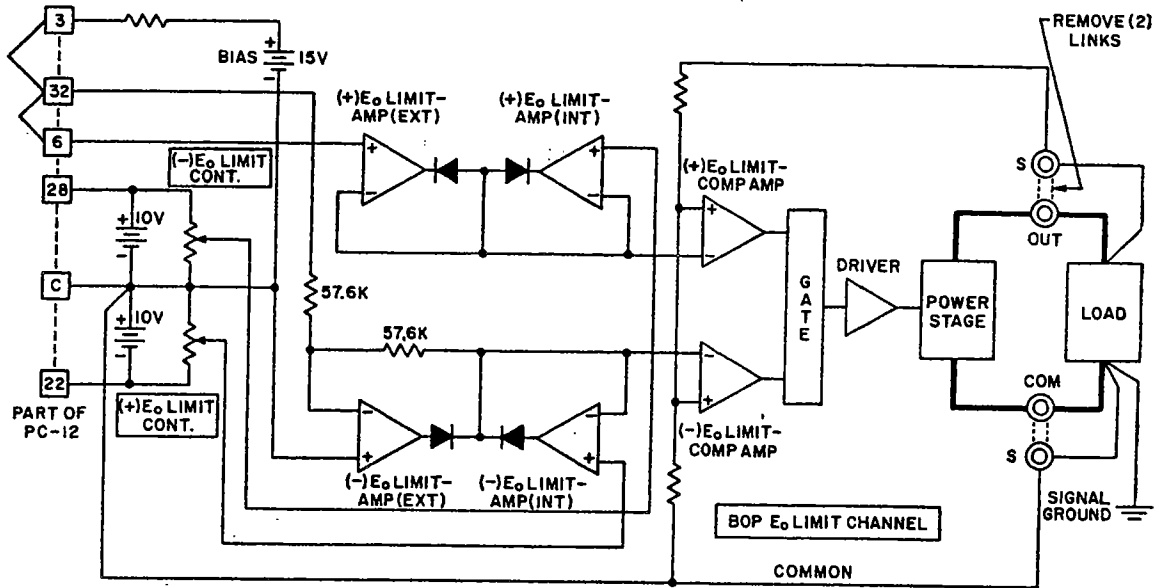 3
BIAS
+
-
15V
REMOVE (2)
LINKS
32
(+)E₀ LIMIT-
AMP (EXT)
(+)E₀ LIMIT-
AMP (INT)
6
+
-
+
-
S
(-)E₀ LIMIT
CONT.
(+)E₀ LIMIT-
COMP AMP
28
+
10V
-
+
-
OUT
C
57.6K
GATE
DRIVER
POWER
STAGE
LOAD
+
10V
-
57.6K
22
-
+
COM
PART OF
PC-12
(+)E₀ LIMIT
CONT.
-
+
-
+
(-)E₀ LIMIT-
COMP AMP
S
(-)E₀ LIMIT-
AMP (EXT)
(-)E₀ LIMIT-
AMP (INT)
SIGNAL
GROUND
BOP E₀ LIMIT CHANNEL
COMMON